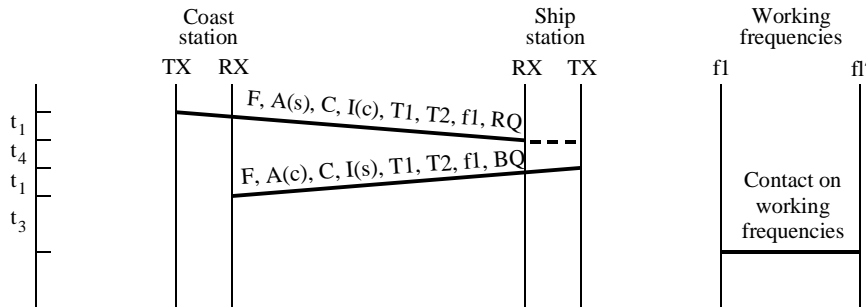 Coast
station
Ship
station
Working
frequencies
TX RX RX TX f1 f1'
F, A(s), C, I(c), T1, T2, f1, RQ
t1
t4
F, A(c), C, I(s), T1, T2, f1, BQ
t1
t3
Contact on
working
frequencies